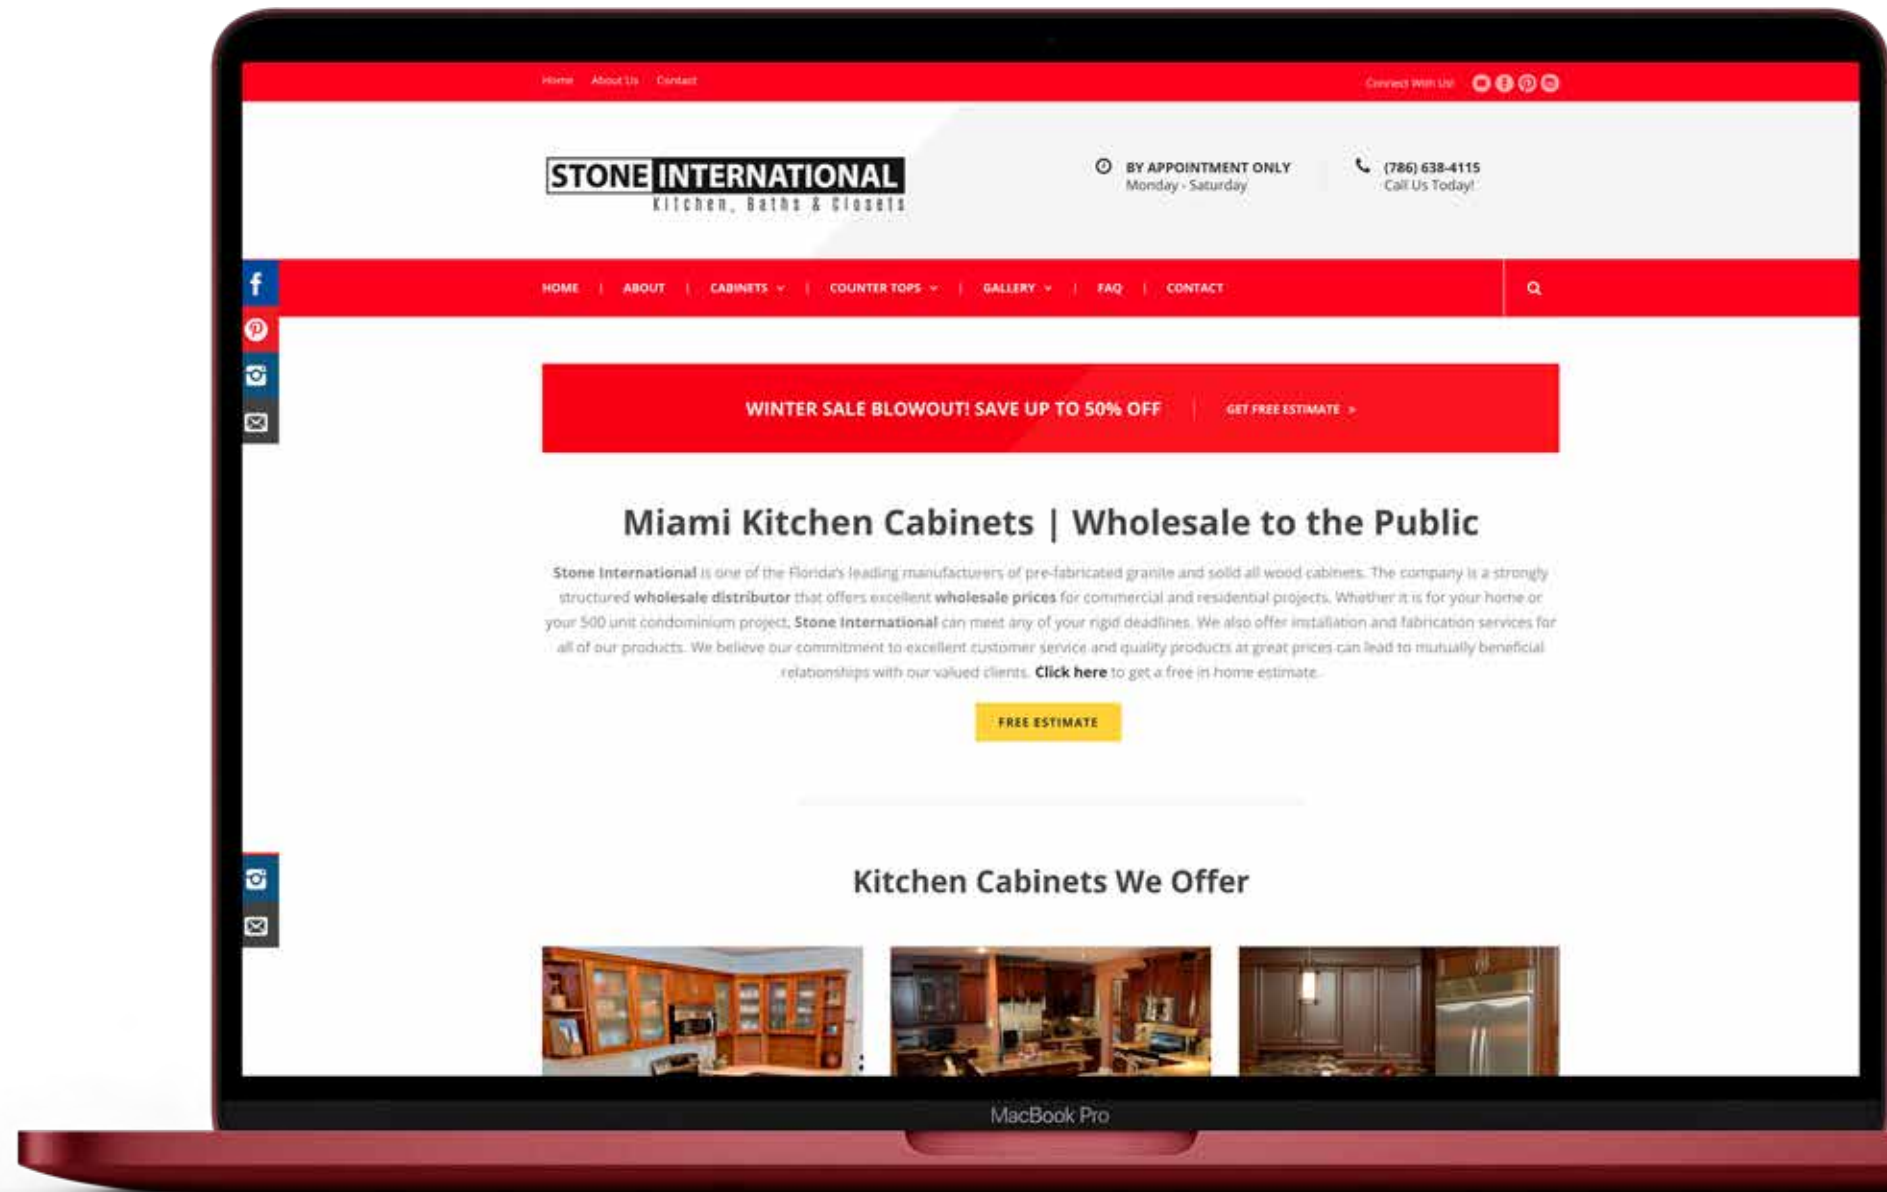 Home About Us Contact Connect With Us!
STONE INTERNATIONAL
Kitchen, Baths & Closets
BY APPOINTMENT ONLY
Monday - Saturday
(786) 638-4115
Call Us Today!
HOME | ABOUT | CABINETS | COUNTER TOPS | GALLERY | FAQ | CONTACT
WINTER SALE BLOWOUT! SAVE UP TO 50% OFF | GET FREE ESTIMATE »
Miami Kitchen Cabinets | Wholesale to the Public
Stone International is one of the Florida's leading manufacturers of pre-fabricated granite and solid all wood cabinets. The company is a strongly
structured wholesale distributor that offers excellent wholesale prices for commercial and residential projects. Whether it is for your home or
your 500 unit condominium project, Stone International can meet any of your rigid deadlines. We also offer installation and fabrication services for
all of our products. We believe our commitment to excellent customer service and quality products at great prices can lead to mutually beneficial
relationships with our valued clients. Click here to get a free in home estimate.
FREE ESTIMATE
Kitchen Cabinets We Offer
MacBook Pro